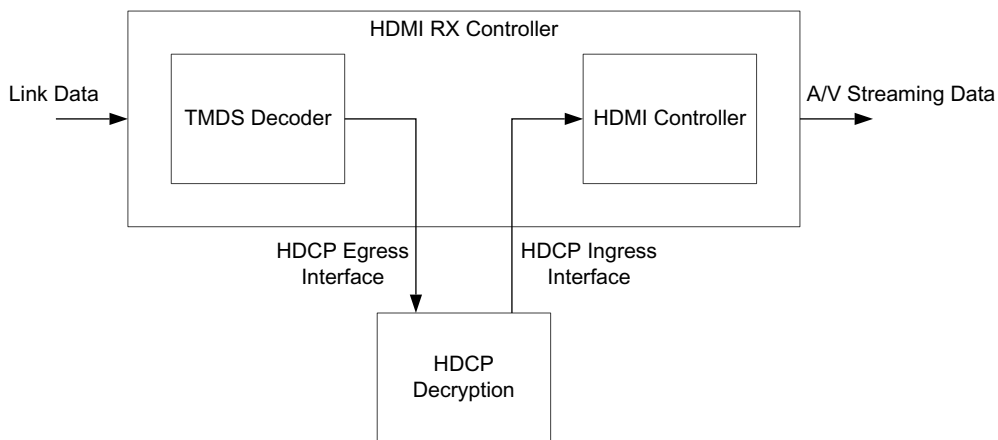 HDMI RX Controller
Link Data
TMDS Decoder
HDMI Controller
A/V Streaming Data
HDCP Egress
Interface
HDCP Ingress
Interface
HDCP
Decryption